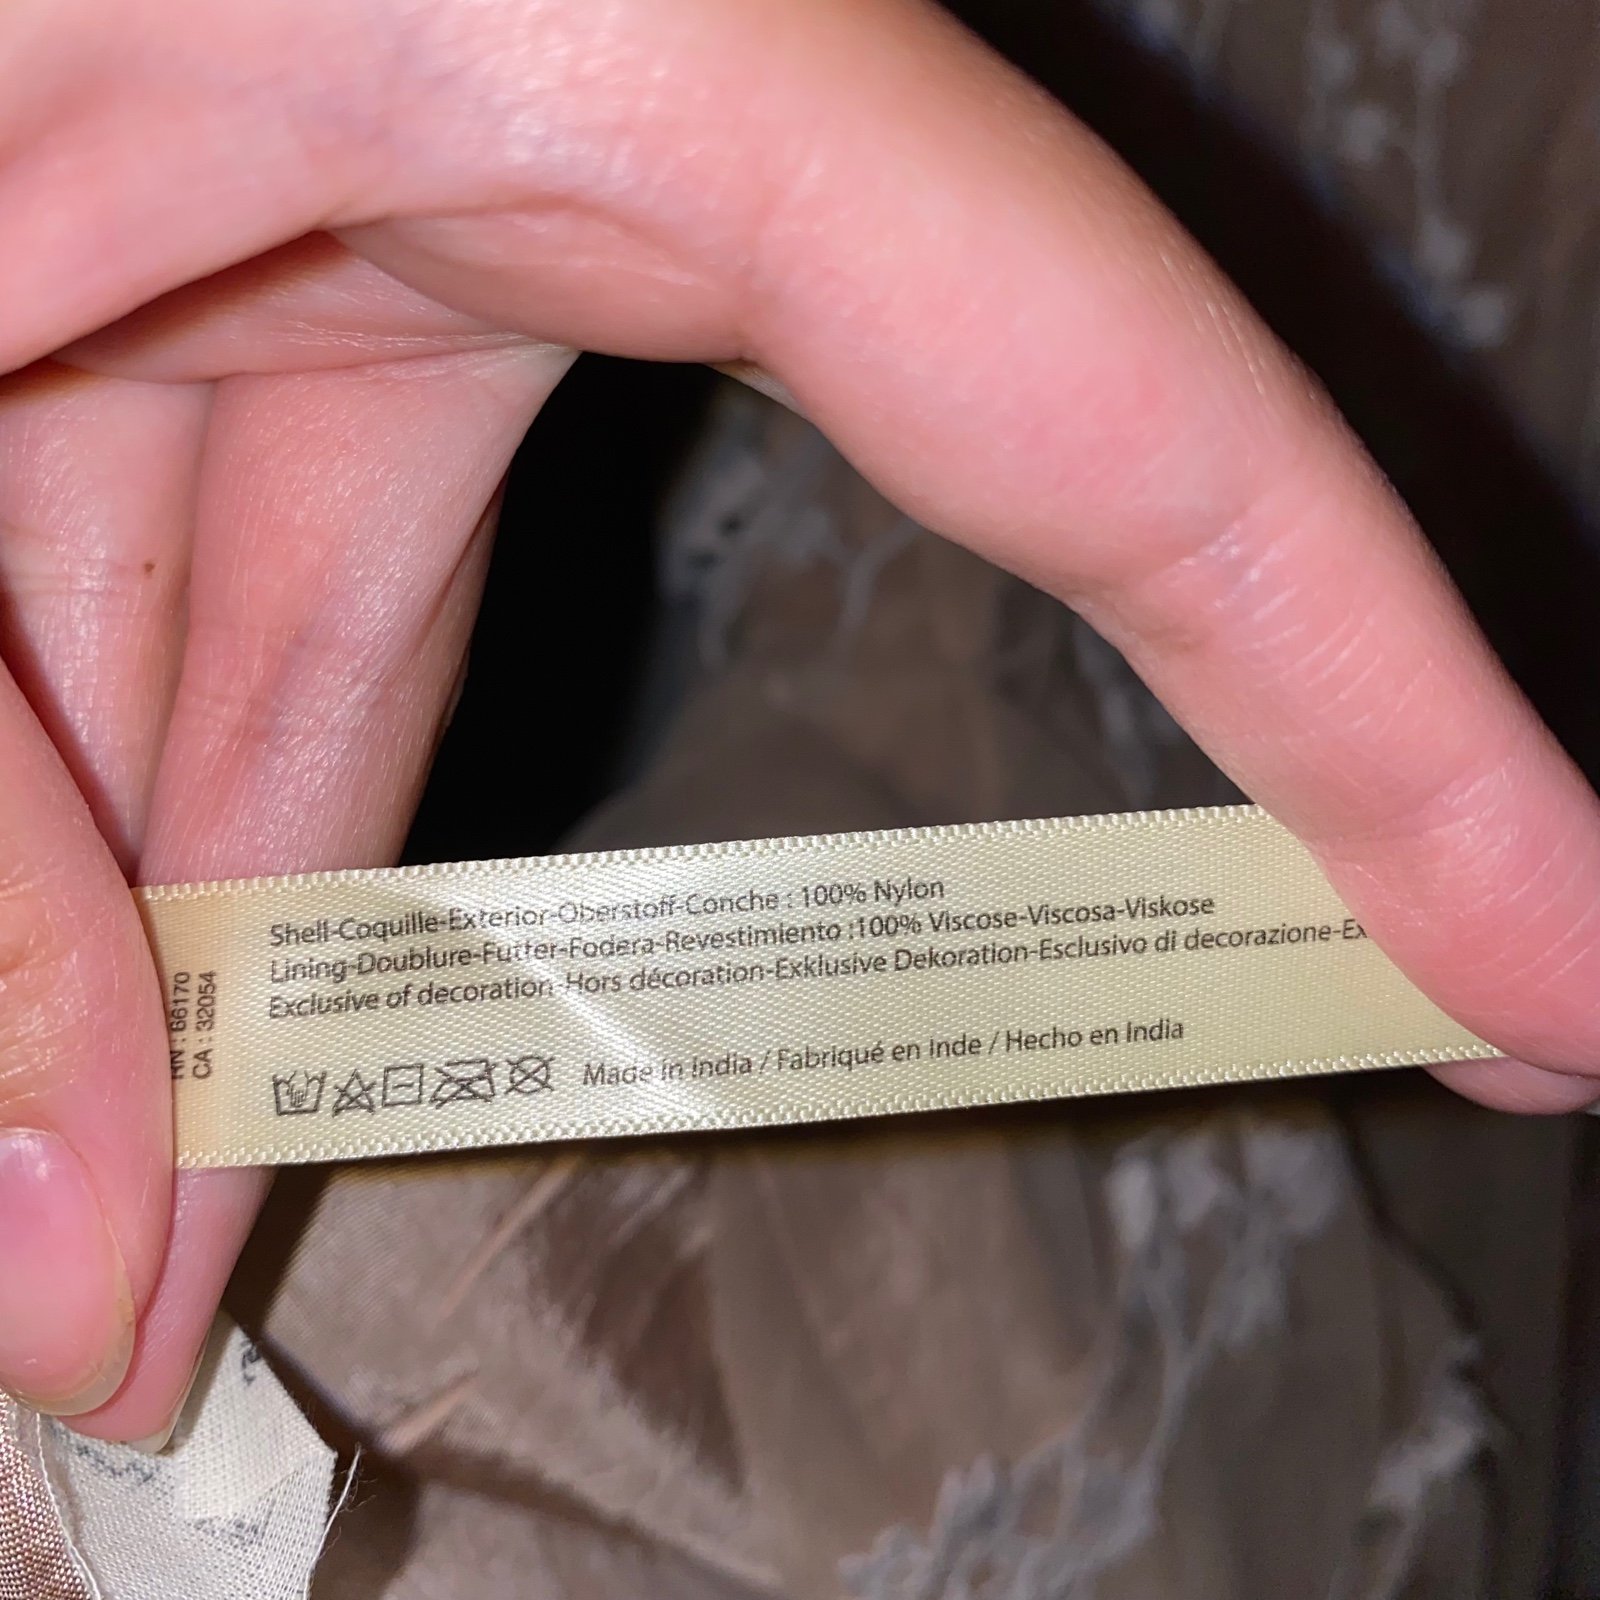 Shell-Coquille-Exterior-Oberstoff-Conche : 100% Nylon
Lining-Doublure-Futter-Fodera-Revestimiento :100% Viscose-Viscosa-Viskose
Exclusive of decoration-Hors décoration-Exklusive Dekoration-Esclusivo di decorazione-Ex
Made in India / Fabriqué en Inde / Hecho en India
RN : 66170
CA : 32054